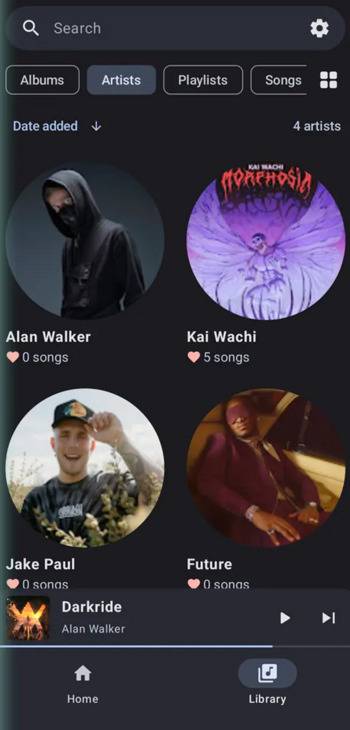 Search
Albums Artists Playlists Songs
Date added 4 artists
KAI WACHI
MORPHOSIA
Alan Walker Kai Wachi
0 songs 5 songs
Jake Paul Future
0 songs 0 songs
Darkride
Alan Walker
Home Library